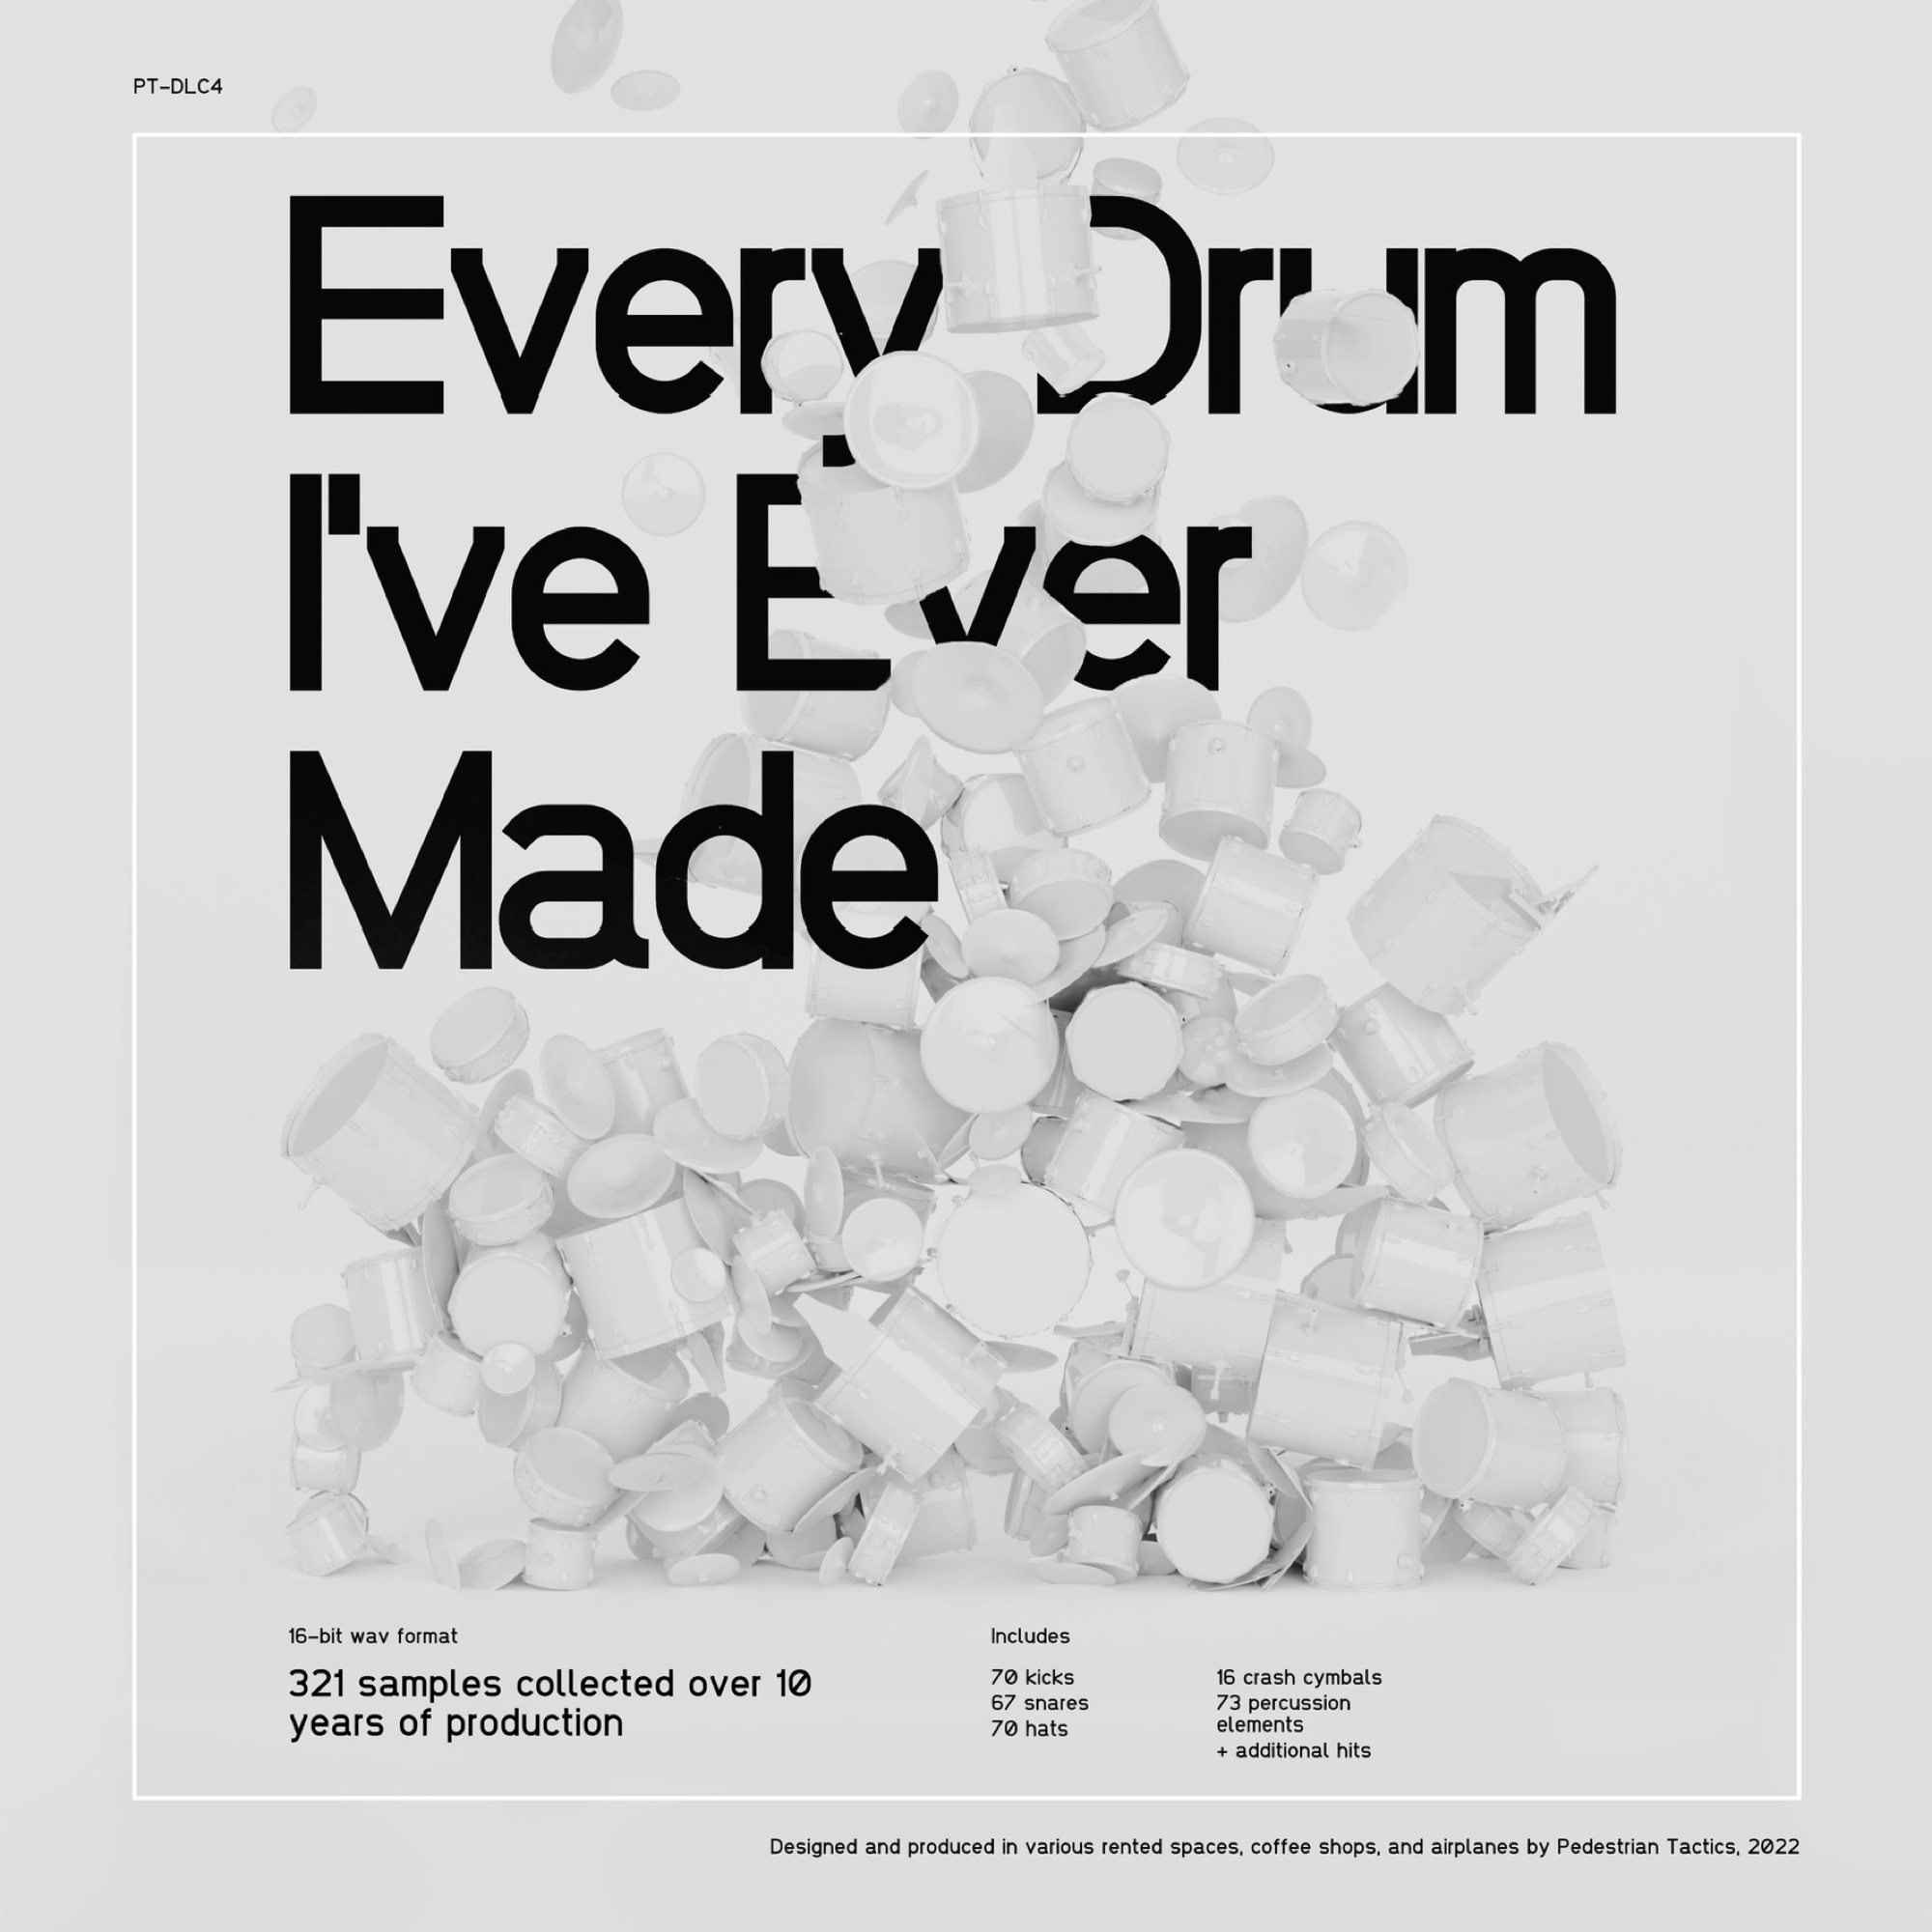 PT-DLC4
Every Drum
I've Ever
Made
16-bit wav format
321 samples collected over 10
years of production
Includes
70 kicks
67 snares
70 hats
16 crash cymbals
73 percussion
elements
+ additional hits
Designed and produced in various rented spaces, coffee shops, and airplanes by Pedestrian Tactics, 2022